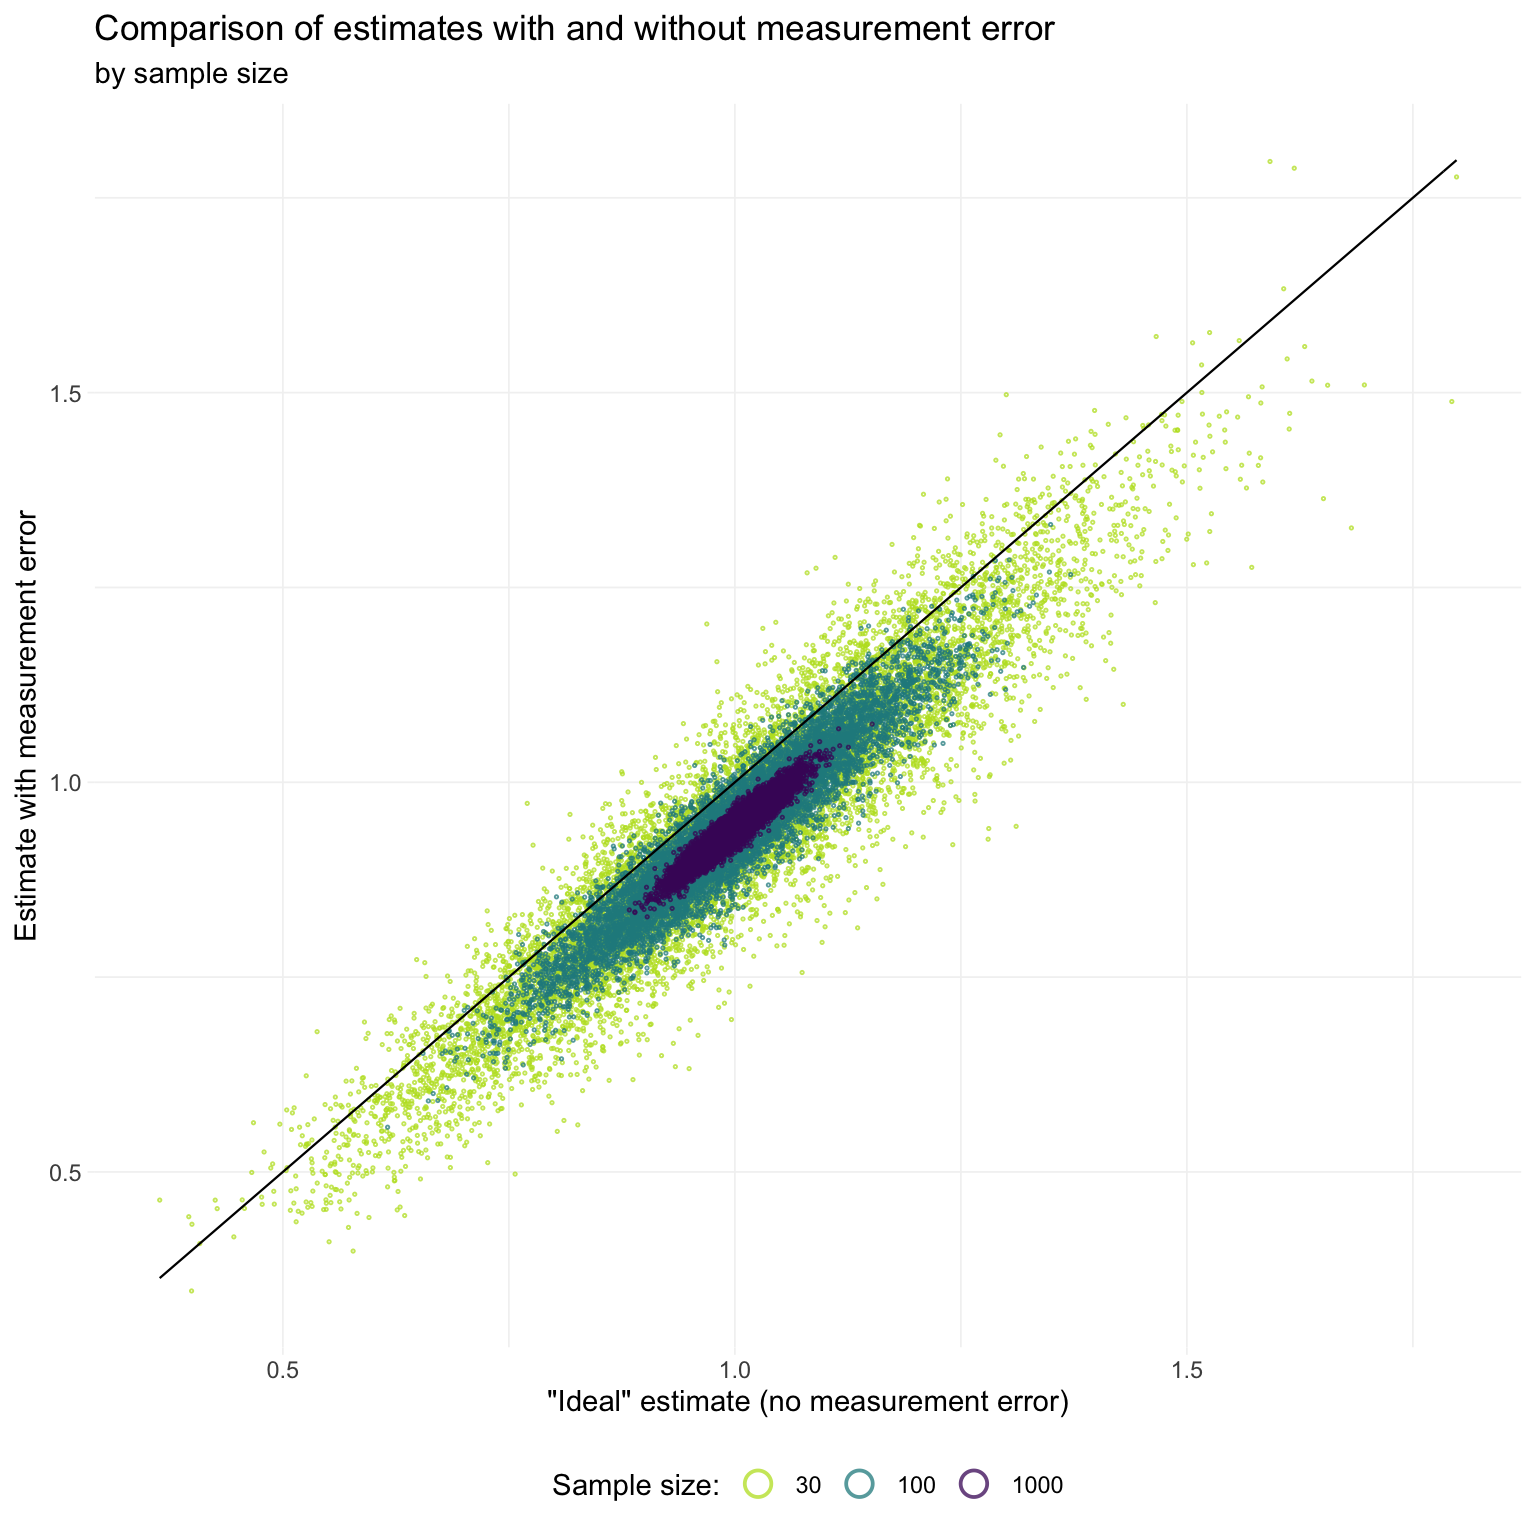 Comparison of estimates with and without measurement error
by sample size
Estimate with measurement error
1.5
1.0
0.5
0.5 1.0 1.5
"Ideal" estimate (no measurement error)
Sample size: 30 100 1000